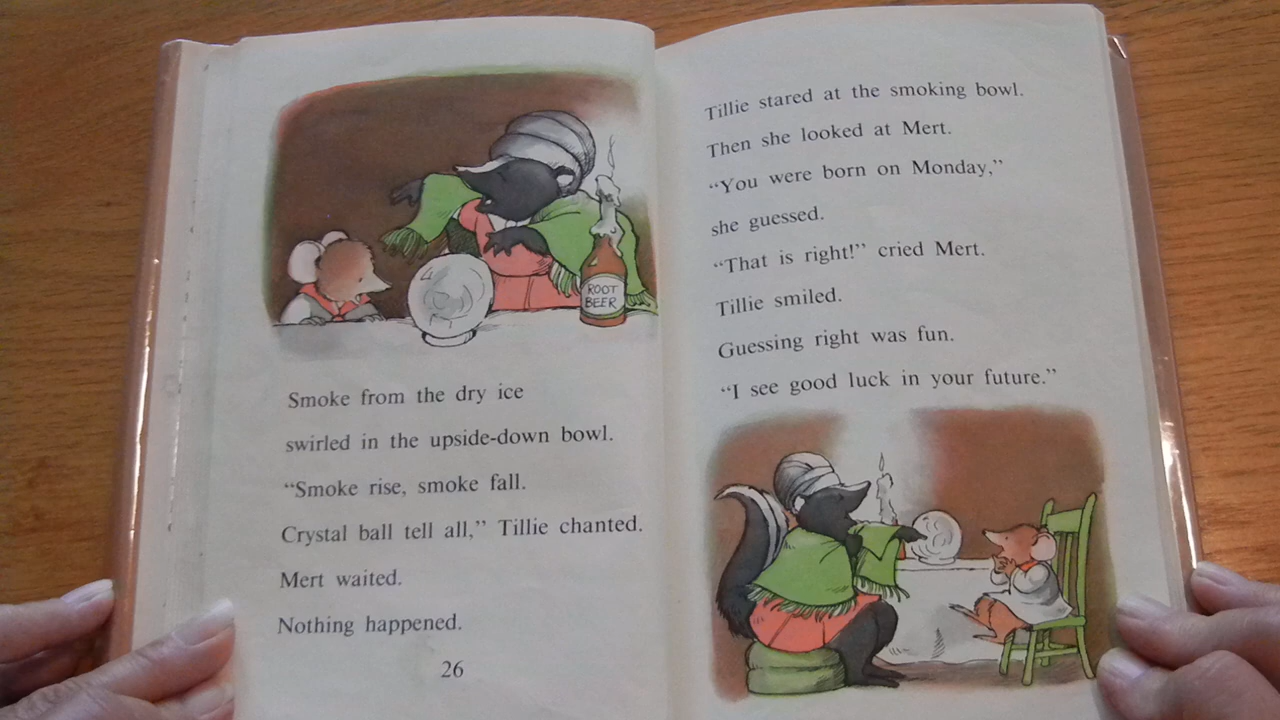 ROOT
BEER
Smoke from the dry ice
swirled in the upside-down bowl.
“Smoke rise, smoke fall.
Crystal ball tell all,” Tillie chanted.
Mert waited.
Nothing happened.
26
Tillie stared at the smoking bowl.
Then she looked at Mert.
“You were born on Monday,”
she guessed.
“That is right!” cried Mert.
Tillie smiled.
Guessing right was fun.
“I see good luck in your future.”